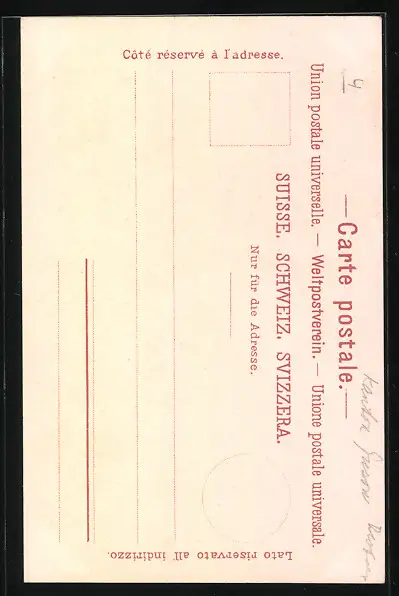 Carte postale.
Union postale universelle. — Weltpostverein. — Unione postale universale.
SUISSE. SCHWEIZ. SVIZZERA.
Nur für die Adresse.
Côté réservé à l'adresse.
Lato riservato all' indirizzo.
4